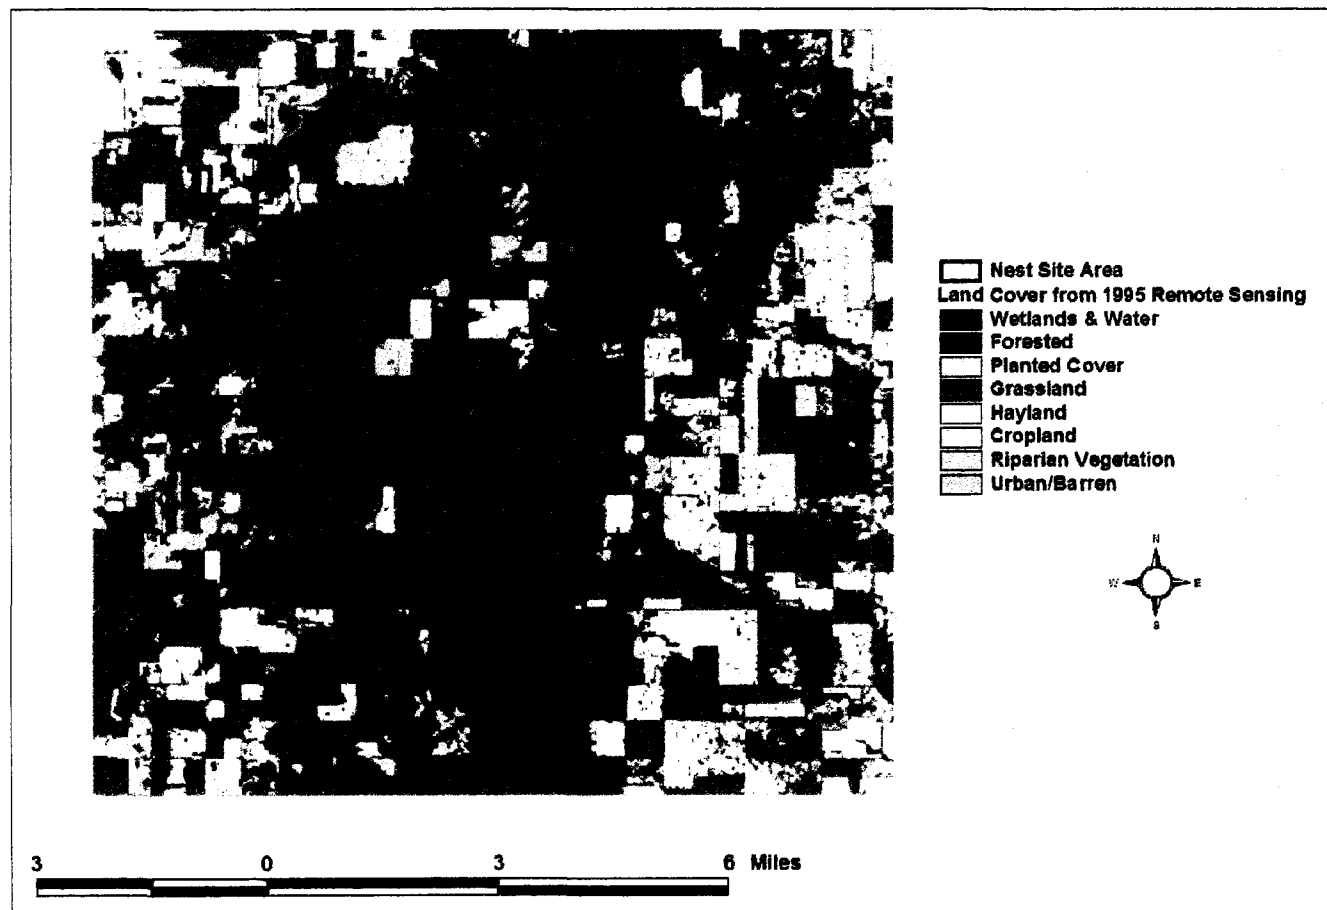 Nest Site Area
Land Cover from 1995 Remote Sensing
Wetlands & Water
Forested
Planted Cover
Grassland
Hayland
Cropland
Riparian Vegetation
Urban/Barren
N
W E
S
3 0 3 6 Miles